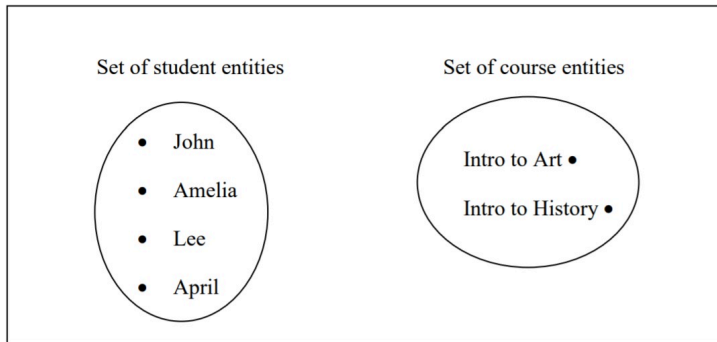 Set of student entities
John
Amelia
Lee
April
Set of course entities
Intro to Art
Intro to History